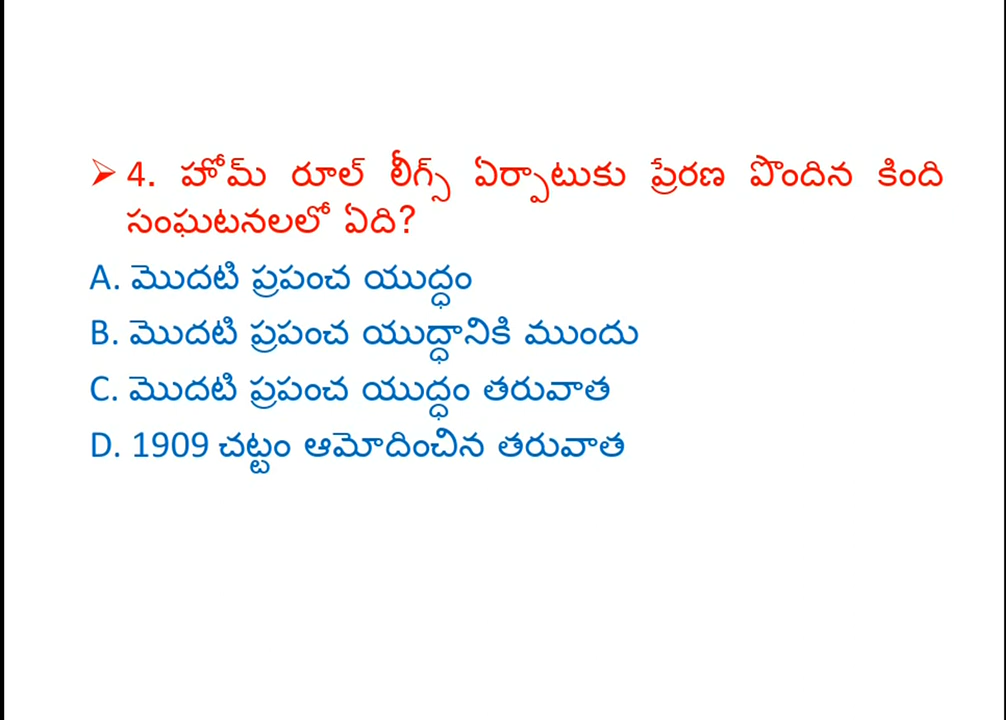 ➢ 4. హోమ్ రూల్ లీగ్స్ ఏర్పాటుకు ప్రేరణ పొందిన కింది
సంఘటనలలో ఏది?
A. మొదటి ప్రపంచ యుద్ధం
B. మొదటి ప్రపంచ యుద్ధానికి ముందు
C. మొదటి ప్రపంచ యుద్ధం తరువాత
D. 1909 చట్టం ఆమోదించిన తరువాత